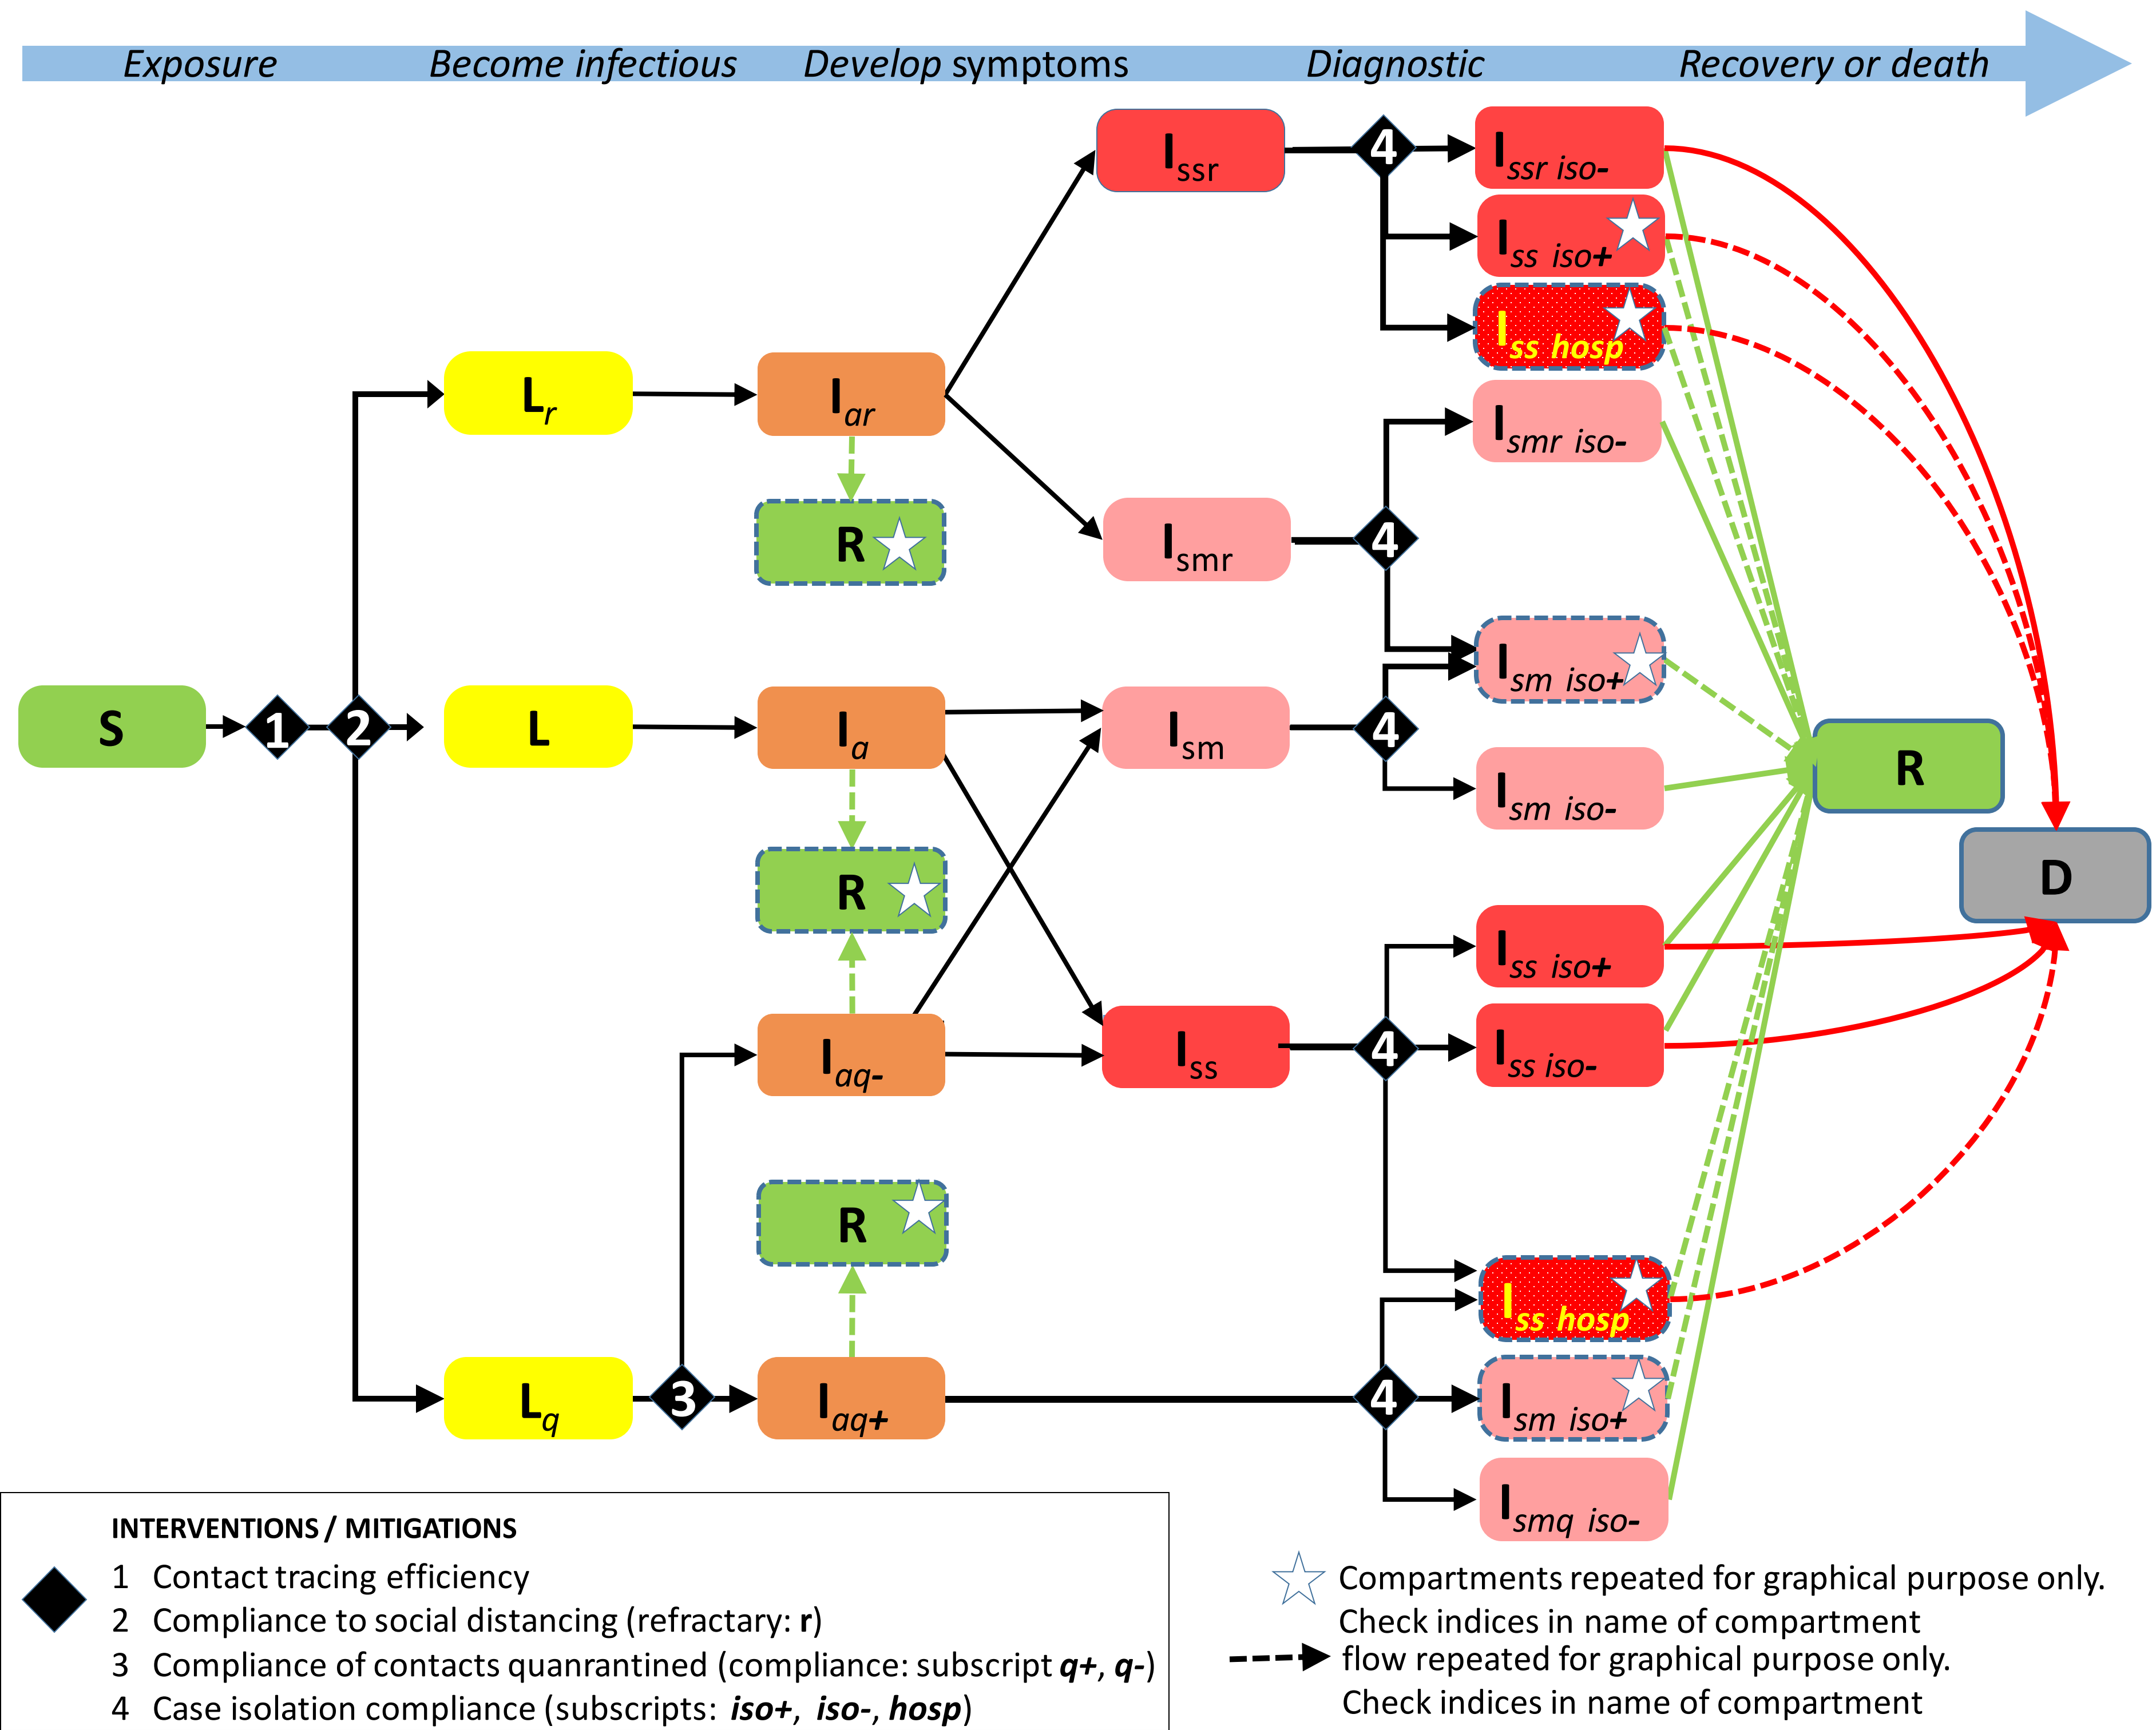 Exposure Become infectious Develop symptoms Diagnostic Recovery or death
Issr
4
Issr iso-
Iss iso+
Iss hosp
Lr
Iar
Ismr iso-
R
Ismr
4
Ism iso+
S
1
2
L
Ia
Ism
4
Ism iso-
R
R
D
Iss iso+
Iaq-
Iss
4
Iss iso-
R
Iss hosp
Lq
3
Iaq+
4
Ism iso+
Ismq iso-
INTERVENTIONS / MITIGATIONS
1 Contact tracing efficiency
2 Compliance to social distancing (refractary: r)
3 Compliance of contacts quanrantined (compliance: subscript q+, q-)
4 Case isolation compliance (subscripts: iso+, iso-, hosp)
Compartments repeated for graphical purpose only.
Check indices in name of compartment
flow repeated for graphical purpose only.
Check indices in name of compartment